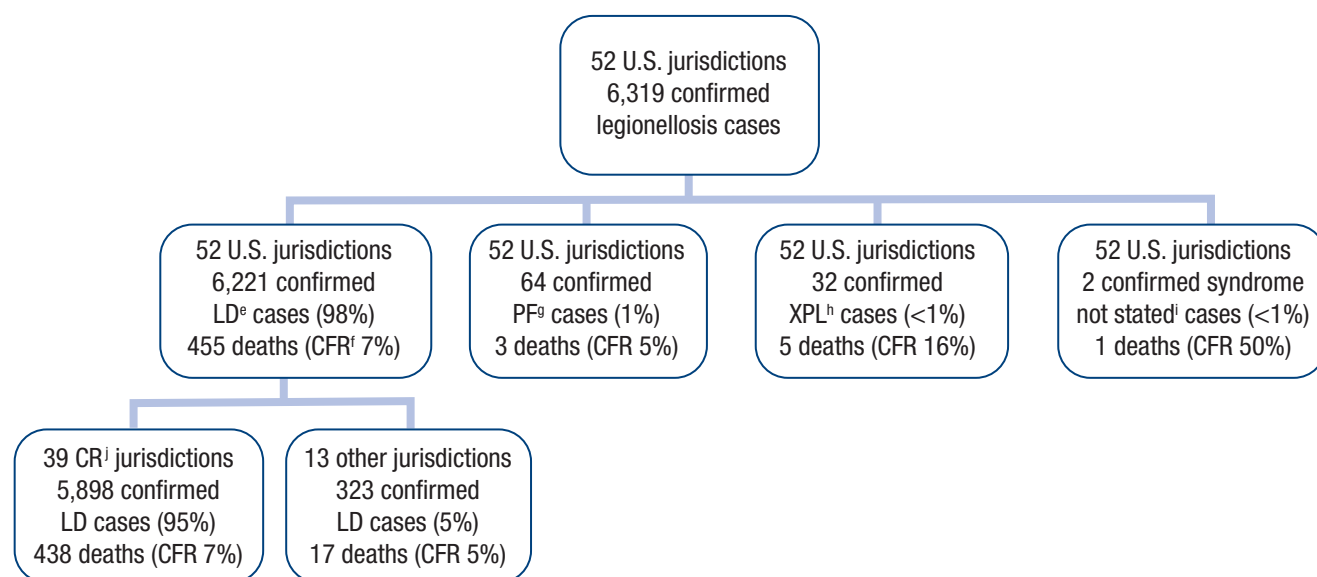 52 U.S. jurisdictions
6,319 confirmed
legionellosis cases
52 U.S. jurisdictions
6,221 confirmed
LDᵉ cases (98%)
455 deaths (CFRᶠ 7%)
52 U.S. jurisdictions
64 confirmed
PFᵍ cases (1%)
3 deaths (CFR 5%)
52 U.S. jurisdictions
32 confirmed
XPLʰ cases (<1%)
5 deaths (CFR 16%)
52 U.S. jurisdictions
2 confirmed syndrome
not statedⁱ cases (<1%)
1 deaths (CFR 50%)
39 CRʲ jurisdictions
5,898 confirmed
LD cases (95%)
438 deaths (CFR 7%)
13 other jurisdictions
323 confirmed
LD cases (5%)
17 deaths (CFR 5%)